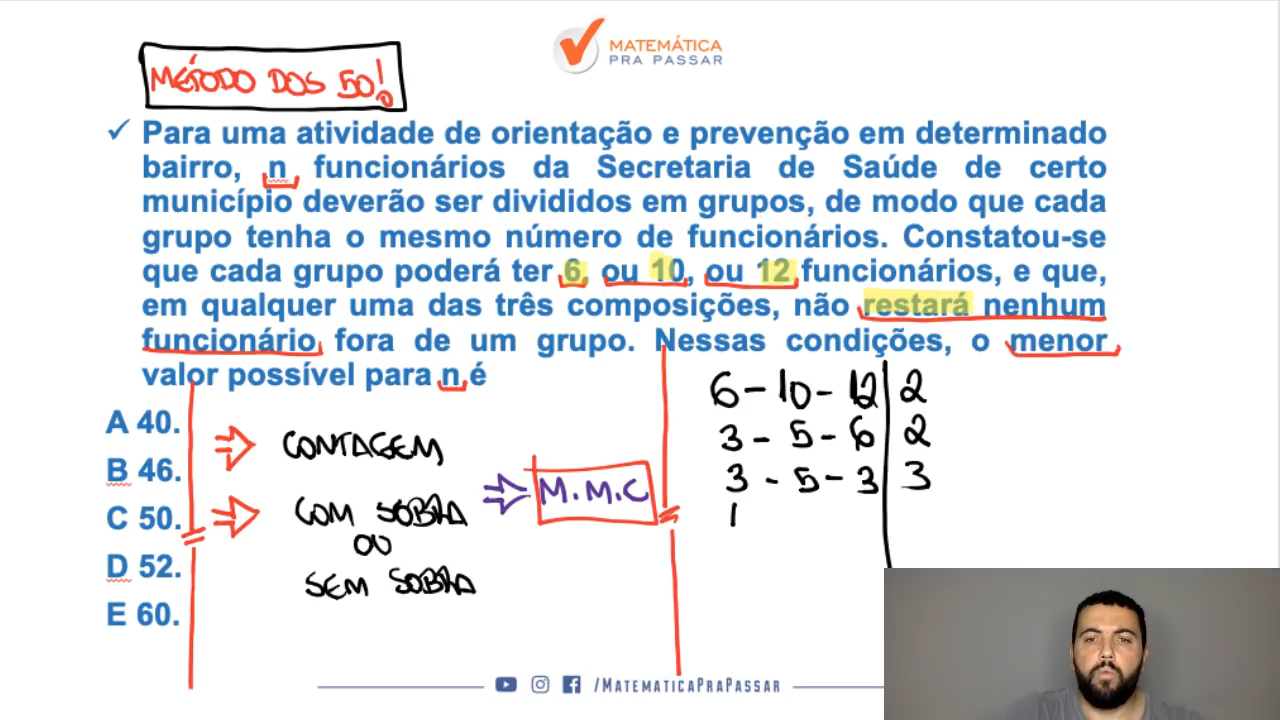 MATEMÁTICA
PRA PASSAR
MÉTODO DOS 50!
✓ Para uma atividade de orientação e prevenção em determinado
bairro, n funcionários da Secretaria de Saúde de certo
município deverão ser divididos em grupos, de modo que cada
grupo tenha o mesmo número de funcionários. Constatou-se
que cada grupo poderá ter 6, ou 10, ou 12 funcionários, e que,
em qualquer uma das três composições, não restará nenhum
funcionário fora de um grupo. Nessas condições, o menor
valor possível para n é
A 40.
B 46.
C 50.
D 52.
E 60.
CONTAGEM
COM SOBRA
OU
SEM SOBRA
M.M.C
6 - 10 - 12 | 2
3 - 5 - 6 | 2
3 - 5 - 3 | 3
1
/MATEMATICAPRAPASSAR